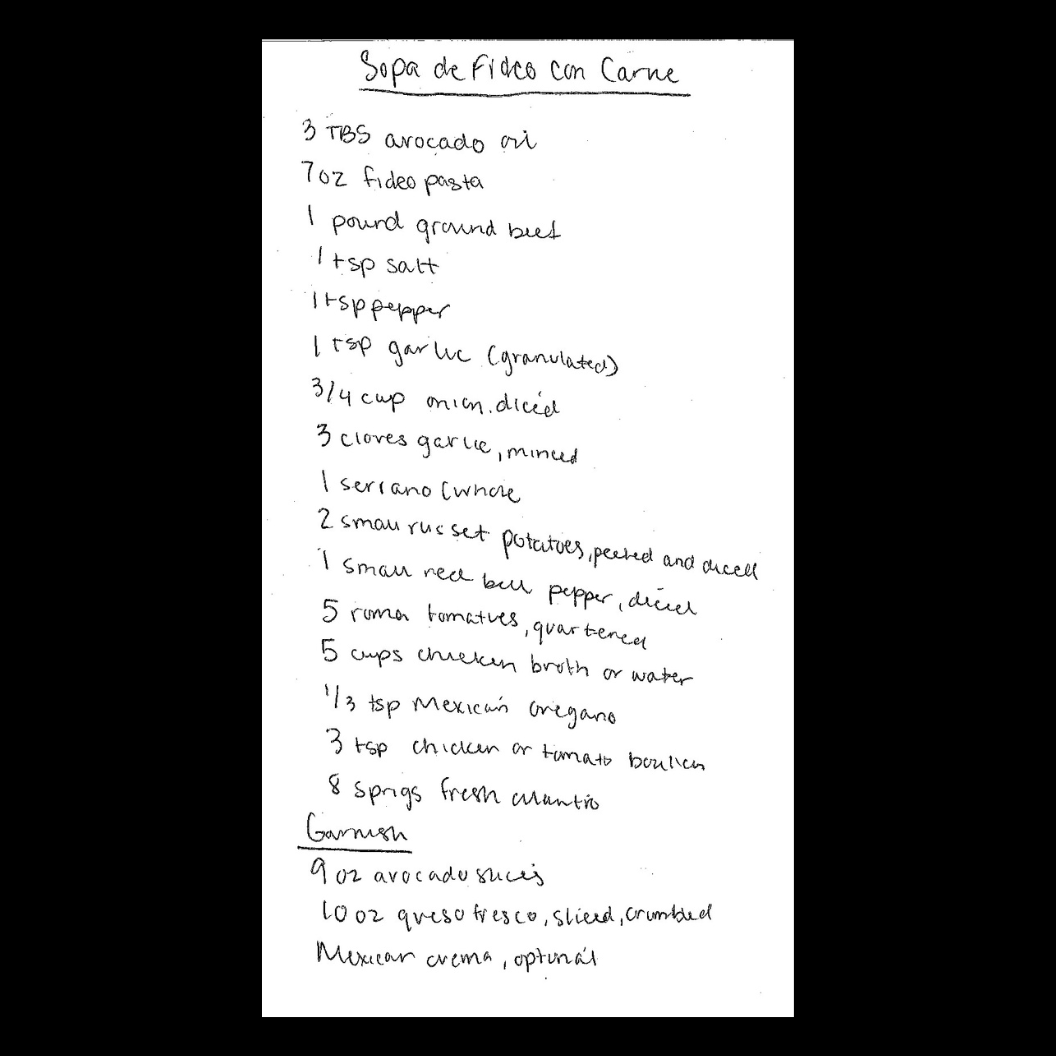 Sopa de Fideo con Carne
3 TBS avocado oil
7oz fideo pasta
1 pound ground beef
1 tsp salt
1 tsp pepper
1 tsp garlic (granulated)
3/4 cup onion. diced
3 cloves garlic, minced
1 serrano (whole
2 small russet potatoes, peeled and diced
1 small red bell pepper, diced
5 roma tomatoes, quartered
5 cups chicken broth or water
1/3 tsp Mexican oregano
3 tsp chicken or tomato boullion
8 sprigs fresh cilantro
Garnish
9 oz avocado slices
10 oz queso fresco, sliced, crumbled
Mexican crema, optional